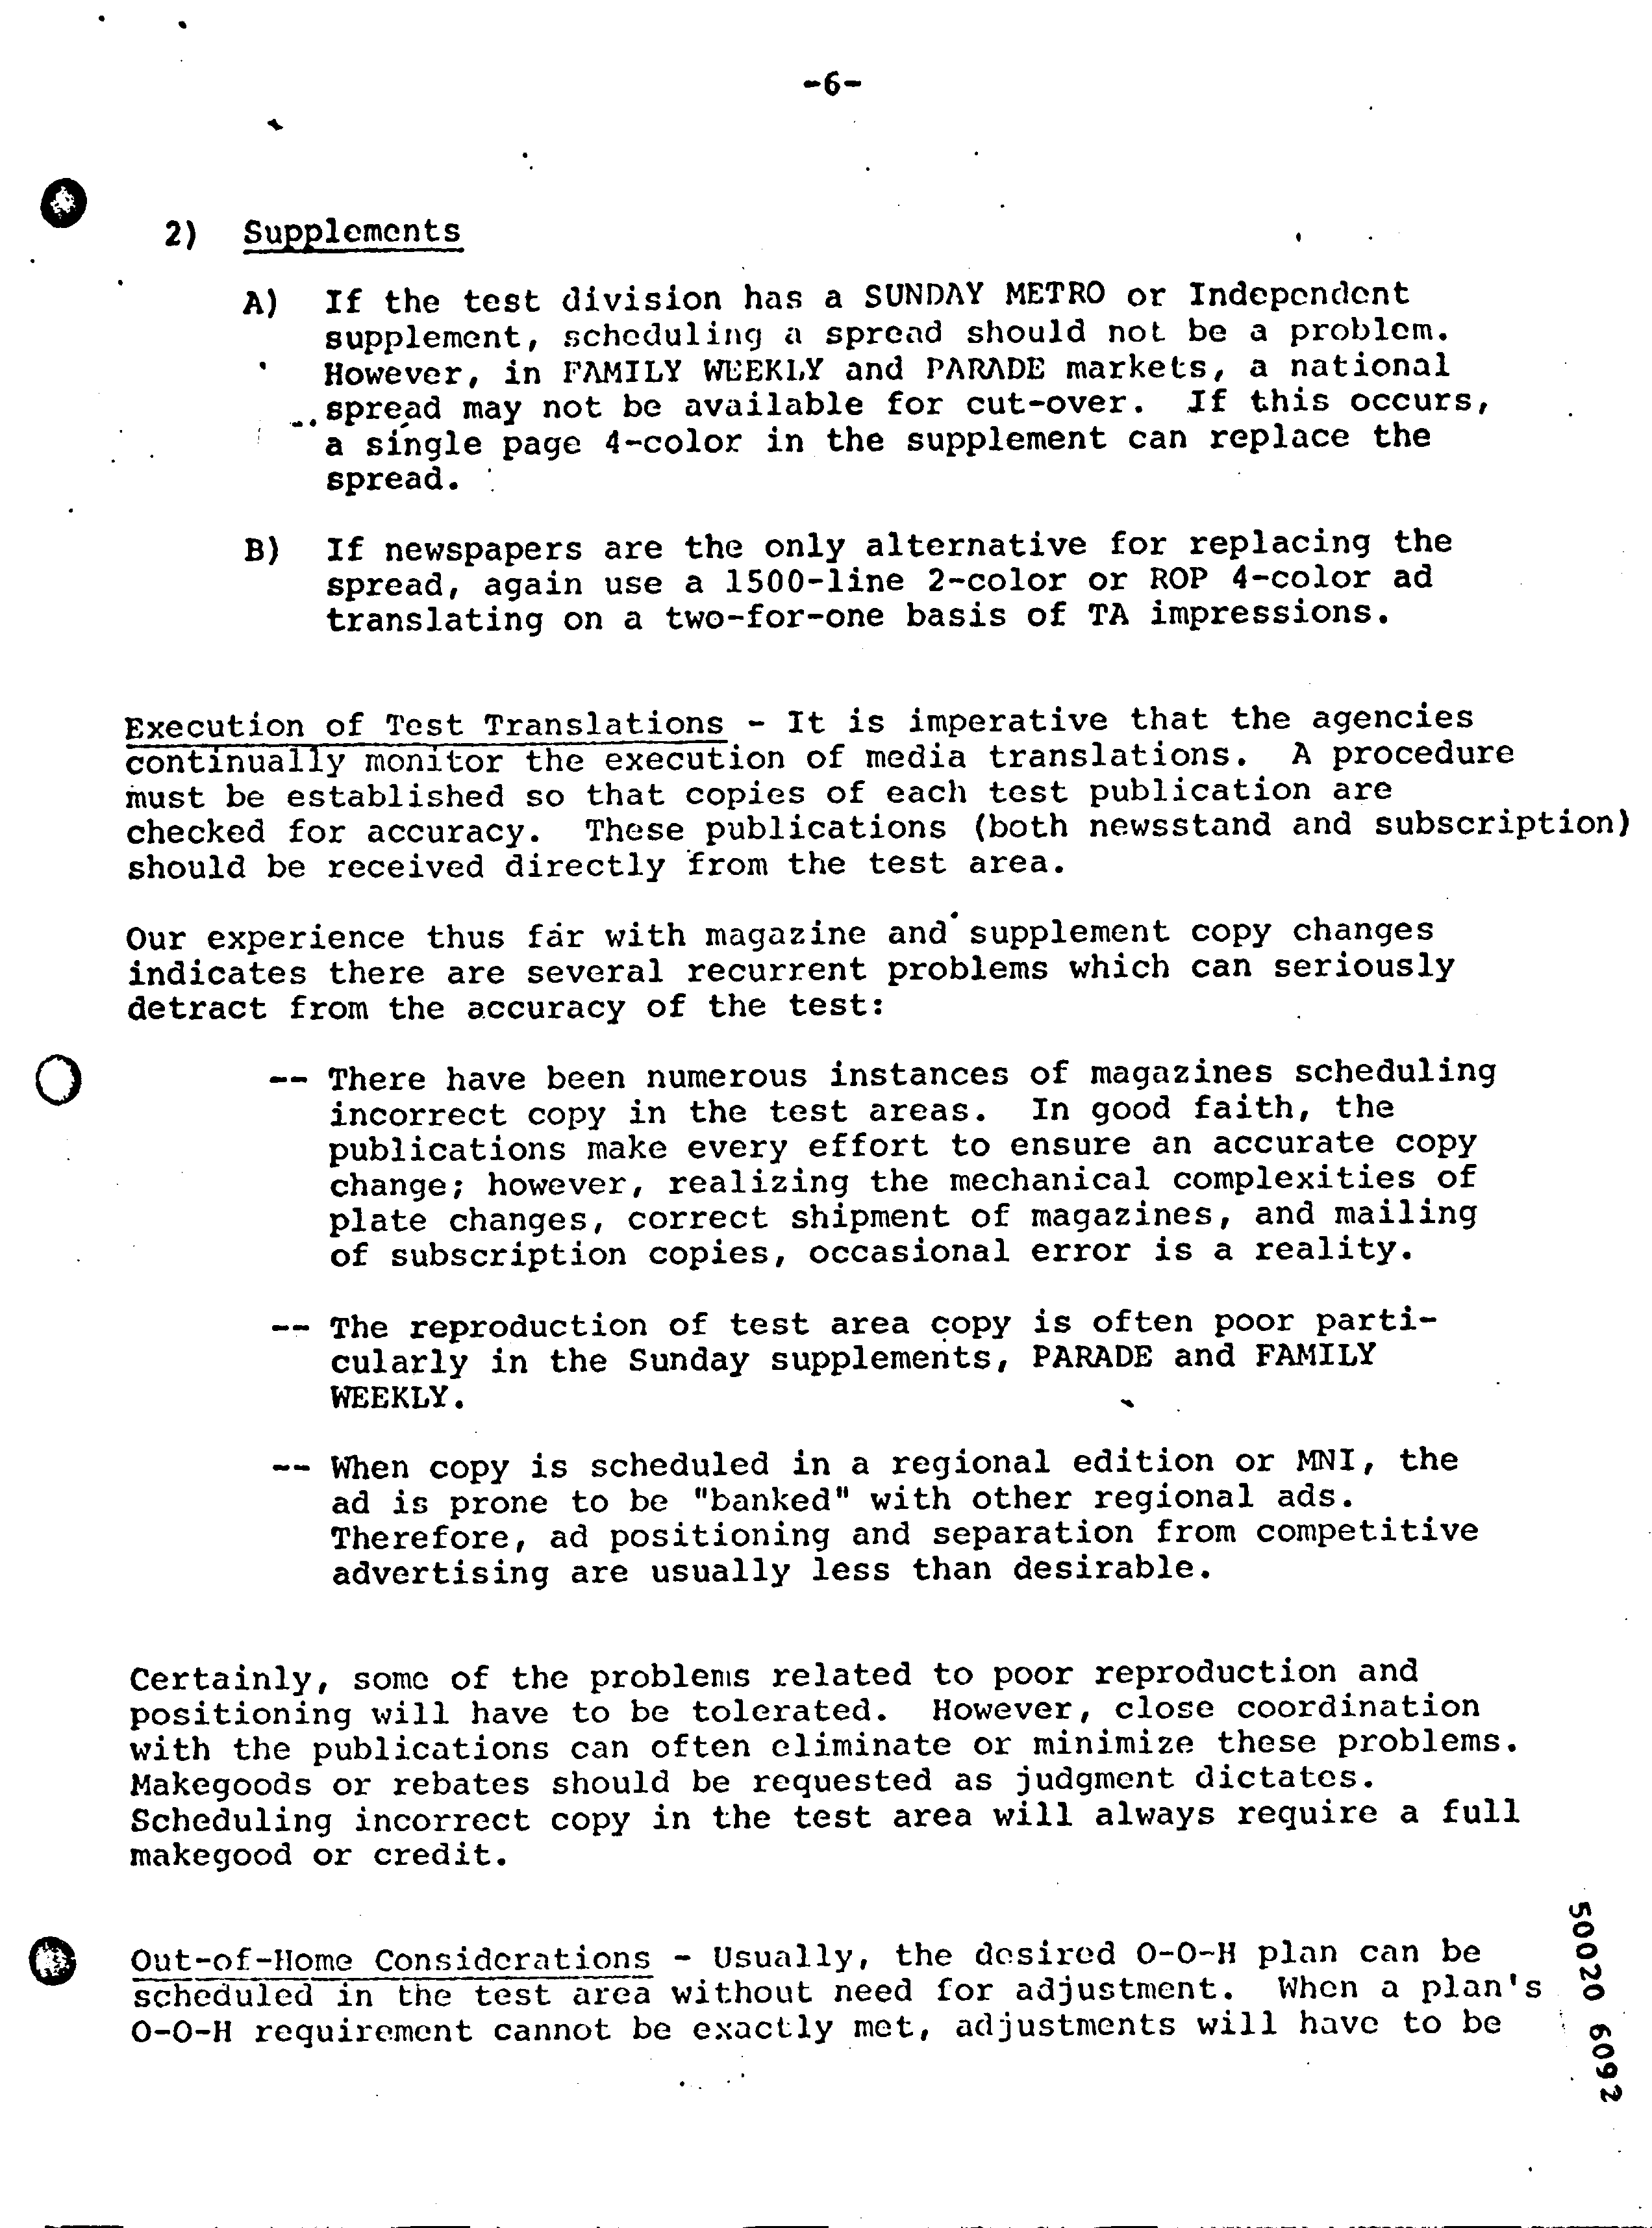 -6-
2) Supplements
A) If the test division has a SUNDAY METRO or Independent
supplement, scheduling a spread should not be a problem.
However, in FAMILY WEEKLY and PARADE markets, a national
spread may not be available for cut-over. If this occurs,
a single page 4-color in the supplement can replace the
spread.
B) If newspapers are the only alternative for replacing the
spread, again use a 1500-line 2-color or ROP 4-color ad
translating on a two-for-one basis of TA impressions.
Execution of Test Translations - It is imperative that the agencies
continually monitor the execution of media translations. A procedure
must be established so that copies of each test publication are
checked for accuracy. These publications (both newsstand and subscription)
should be received directly from the test area.
Our experience thus far with magazine and supplement copy changes
indicates there are several recurrent problems which can seriously
detract from the accuracy of the test:
-- There have been numerous instances of magazines scheduling
incorrect copy in the test areas. In good faith, the
publications make every effort to ensure an accurate copy
change; however, realizing the mechanical complexities of
plate changes, correct shipment of magazines, and mailing
of subscription copies, occasional error is a reality.
-- The reproduction of test area copy is often poor parti-
cularly in the Sunday supplements, PARADE and FAMILY
WEEKLY.
-- When copy is scheduled in a regional edition or MNI, the
ad is prone to be "banked" with other regional ads.
Therefore, ad positioning and separation from competitive
advertising are usually less than desirable.
Certainly, some of the problems related to poor reproduction and
positioning will have to be tolerated. However, close coordination
with the publications can often eliminate or minimize these problems.
Makegoods or rebates should be requested as judgment dictates.
Scheduling incorrect copy in the test area will always require a full
makegood or credit.
Out-of-Home Considerations - Usually, the desired O-O-H plan can be
scheduled in the test area without need for adjustment. When a plan's
O-O-H requirement cannot be exactly met, adjustments will have to be
50020 6092